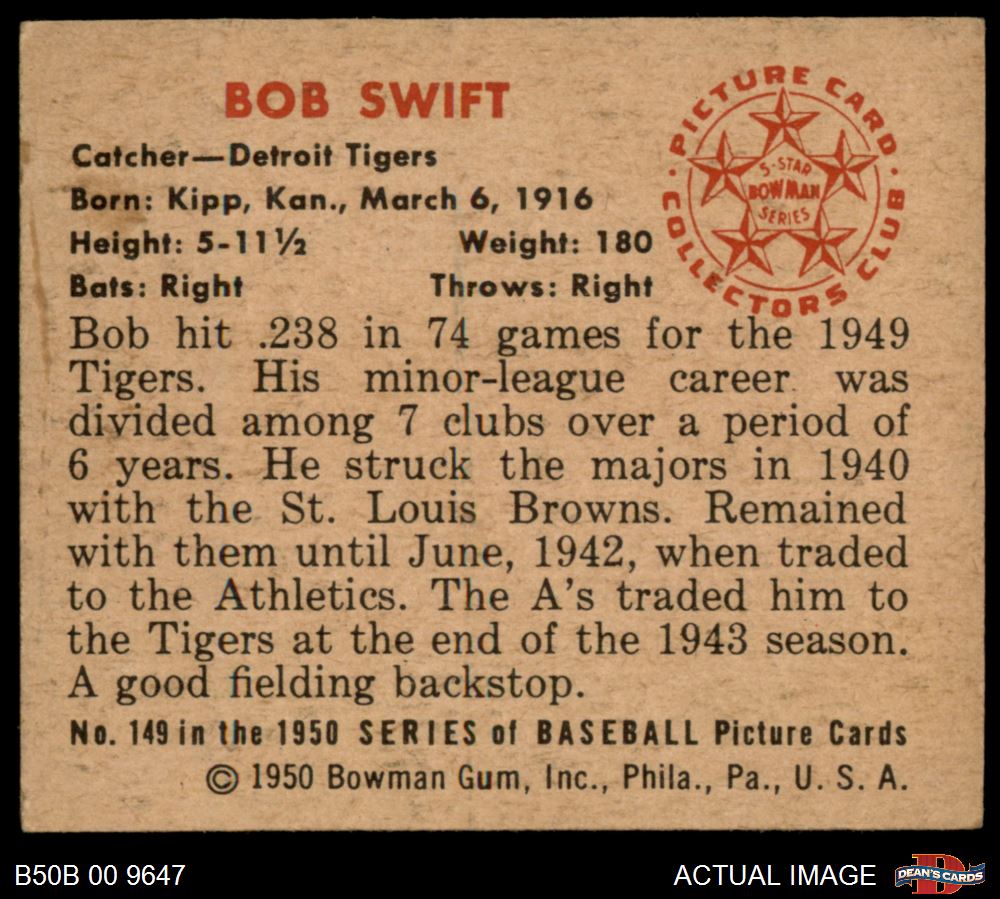 BOB SWIFT
Catcher—Detroit Tigers
Born: Kipp, Kan., March 6, 1916
Height: 5-11½ Weight: 180
Bats: Right Throws: Right
PICTURE CARD
COLLECTORS CLUB
5-STAR
BOWMAN
SERIES
Bob hit .238 in 74 games for the 1949
Tigers. His minor-league career was
divided among 7 clubs over a period of
6 years. He struck the majors in 1940
with the St. Louis Browns. Remained
with them until June, 1942, when traded
to the Athletics. The A's traded him to
the Tigers at the end of the 1943 season.
A good fielding backstop.
No. 149 in the 1950 SERIES of BASEBALL Picture Cards
© 1950 Bowman Gum, Inc., Phila., Pa., U. S. A.
B50B 00 9647
ACTUAL IMAGE
DEAN'S CARDS